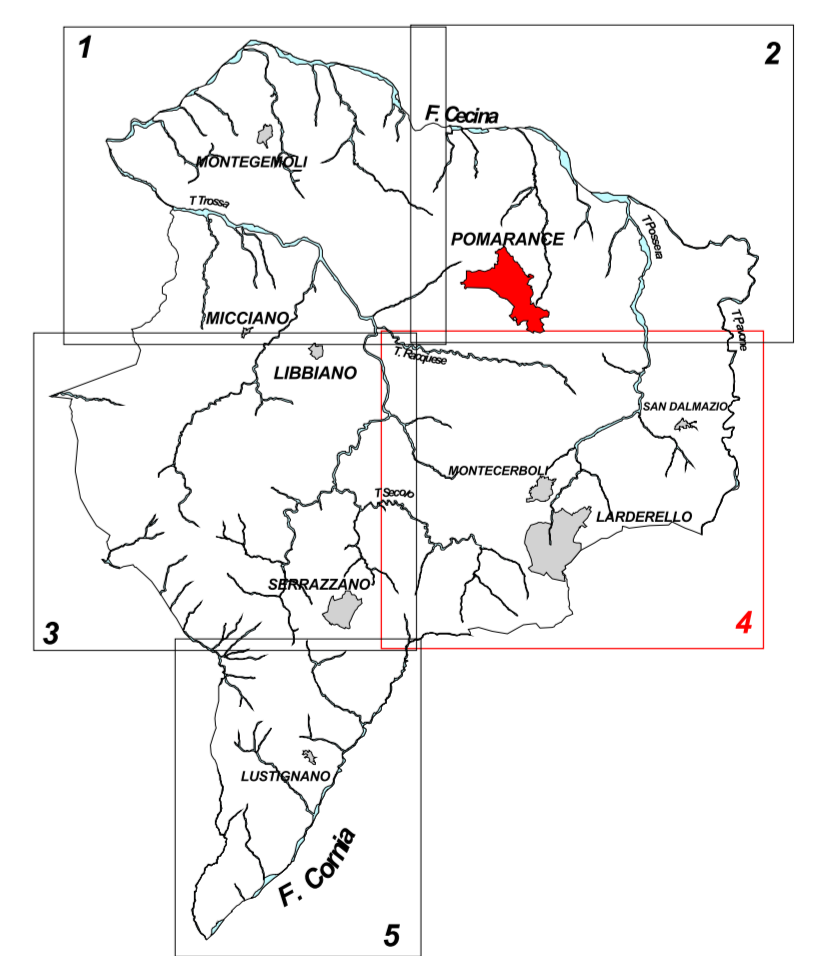 1
2
F. Cecina
MONTEGEMOLI
T Trossa
T Possera
POMARANCE
MICCIANO
T Pavone
T. Racquese
LIBBIANO
SAN DALMAZIO
MONTECERBOLI
T Secolo
LARDERELLO
SERRAZZANO
3
4
LUSTIGNANO
F. Cornia
5